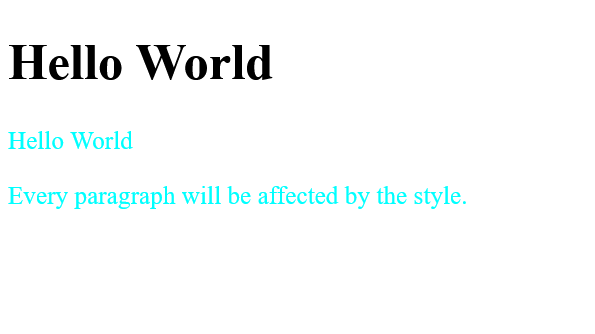 Hello World
Hello World
Every paragraph will be affected by the style.